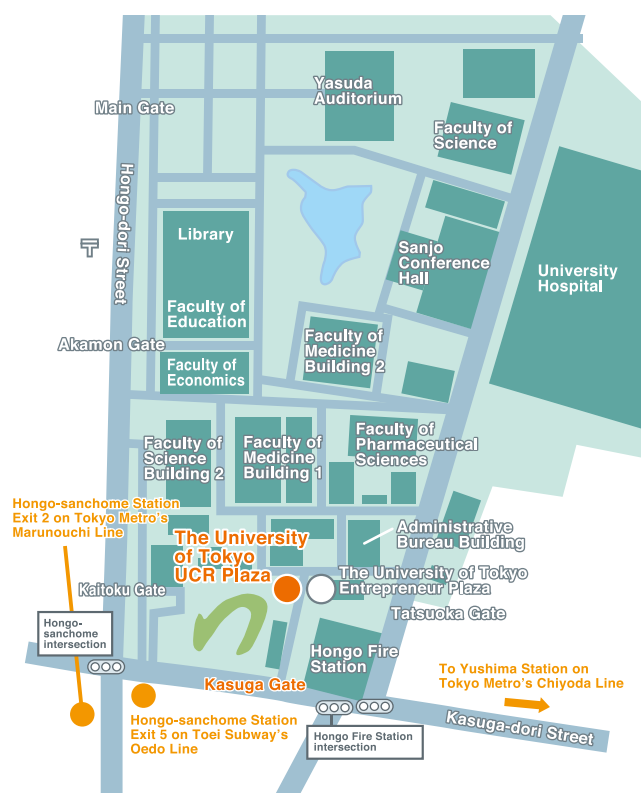 Yasuda
Auditorium
Main Gate
Faculty of
Science
Hongo-dori Street
Library
Sanjo
Conference
Hall
University
Hospital
Faculty of
Education
Akamon Gate
Faculty of
Medicine
Building 2
Faculty of
Economics
Faculty of
Science
Building 2
Faculty of
Medicine
Building 1
Faculty of
Pharmaceutical
Sciences
Hongo-sanchome Station
Exit 2 on Tokyo Metro's
Marunouchi Line
The University
of Tokyo
UCR Plaza
Administrative
Bureau Building
Kaitoku Gate
The University of Tokyo
Entrepreneur Plaza
Tatsuoka Gate
Hongo-
sanchome
intersection
Hongo Fire
Station
Kasuga Gate
To Yushima Station on
Tokyo Metro's Chiyoda Line
Hongo-sanchome Station
Exit 5 on Toei Subway's
Oedo Line
Hongo Fire Station
intersection
Kasuga-dori Street